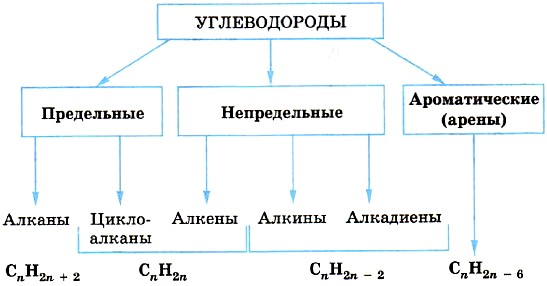 УГЛЕВОДОРОДЫ
Предельные
Непредельные
Ароматические
(арены)
Алканы
Цикло-
алканы
Алкены
Алкины
Алкадиены
CₙH₂ₙ ₊ ₂
CₙH₂ₙ
CₙH₂ₙ ₋ ₂
CₙH₂ₙ ₋ ₆